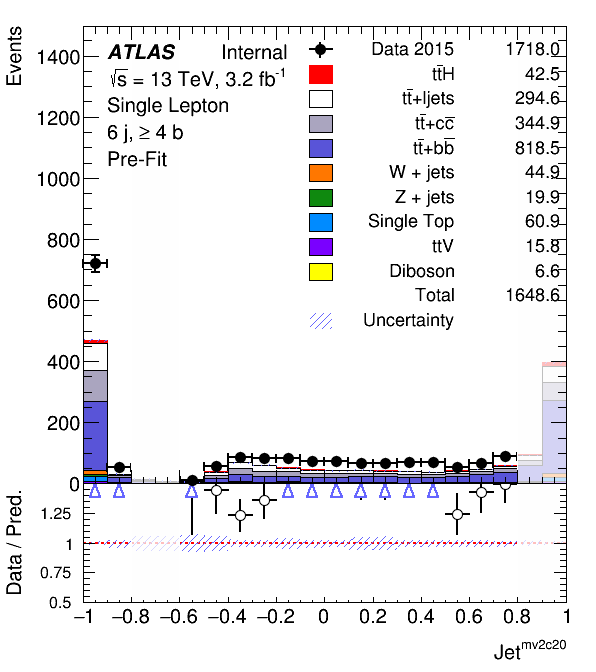 Events
1400
1200
1000
800
600
400
200
0
ATLAS Internal
√s = 13 TeV, 3.2 fb⁻¹
Single Lepton
6 j, ≥ 4 b
Pre-Fit
Data 2015 1718.0
tt̄H 42.5
tt̄+ljets 294.6
tt̄+cc̄ 344.9
tt̄+bb̄ 818.5
W + jets 44.9
Z + jets 19.9
Single Top 60.9
ttV 15.8
Diboson 6.6
Total 1648.6
Uncertainty
Data / Pred.
1.25
1
0.75
0.5
−1 −0.8 −0.6 −0.4 −0.2 0 0.2 0.4 0.6 0.8 1
Jet^mv2c20